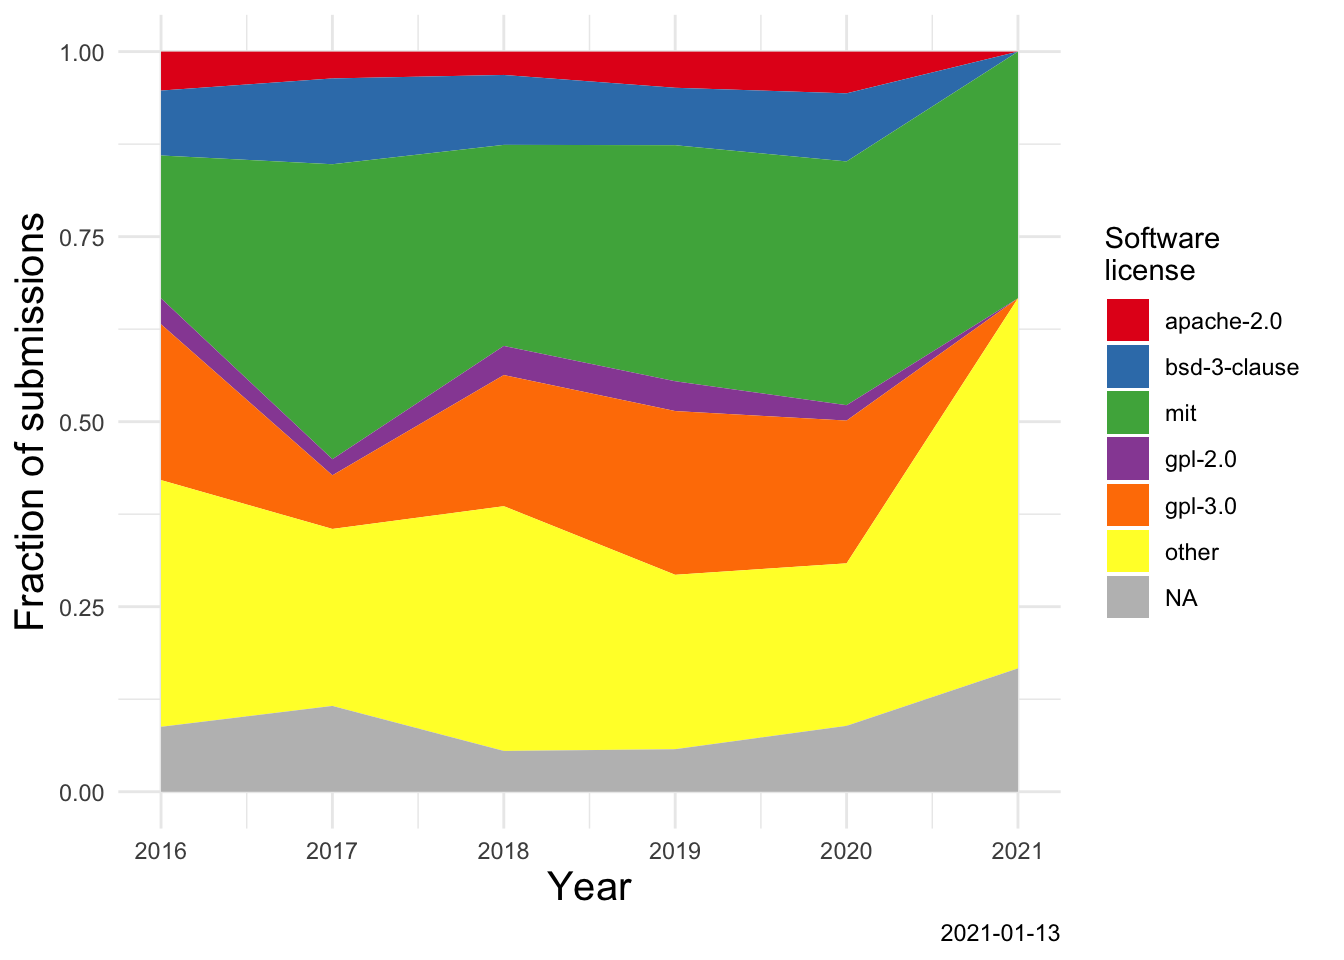 1.00
0.75
0.50
0.25
0.00
Fraction of submissions
2016 2017 2018 2019 2020 2021
Year
2021-01-13
Software
license
apache-2.0
bsd-3-clause
mit
gpl-2.0
gpl-3.0
other
NA